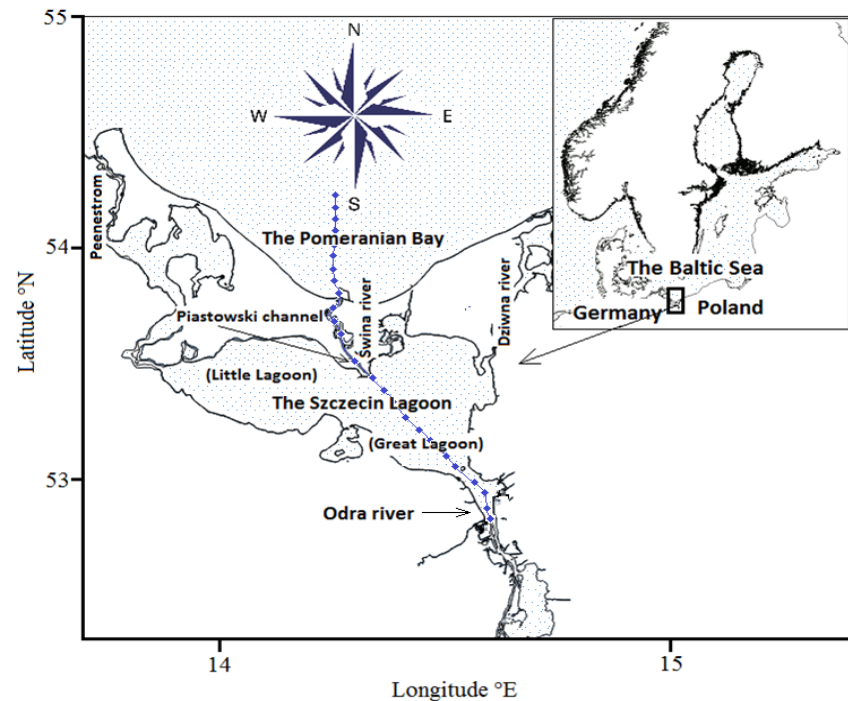 55
N
W
E
S
Peenestrom
54
The Pomeranian Bay
The Baltic Sea
Germany
Poland
Piastowski channel
Swina river
Dziwna river
Latitude °N
(Little Lagoon)
The Szczecin Lagoon
(Great Lagoon)
53
Odra river
14
15
Longitude °E